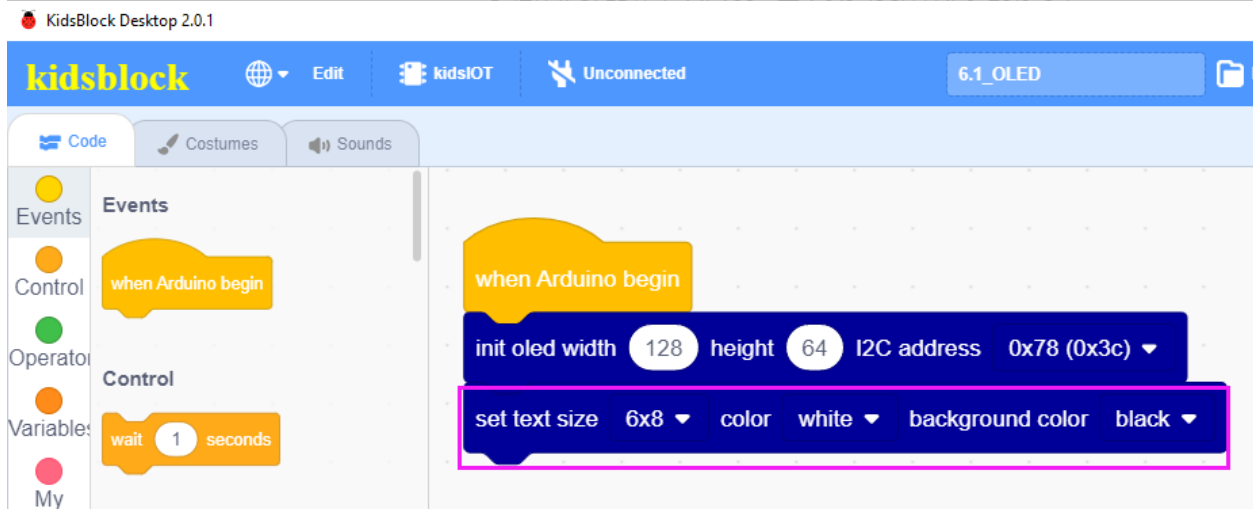 KidsBlock Desktop 2.0.1
kidsblock Edit kidsIOT Unconnected 6.1_OLED
Code Costumes Sounds
Events
Control
Operator
Variables
My
Events
when Arduino begin
Control
wait 1 seconds
when Arduino begin
init oled width 128 height 64 I2C address 0x78 (0x3c)
set text size 6x8 color white background color black